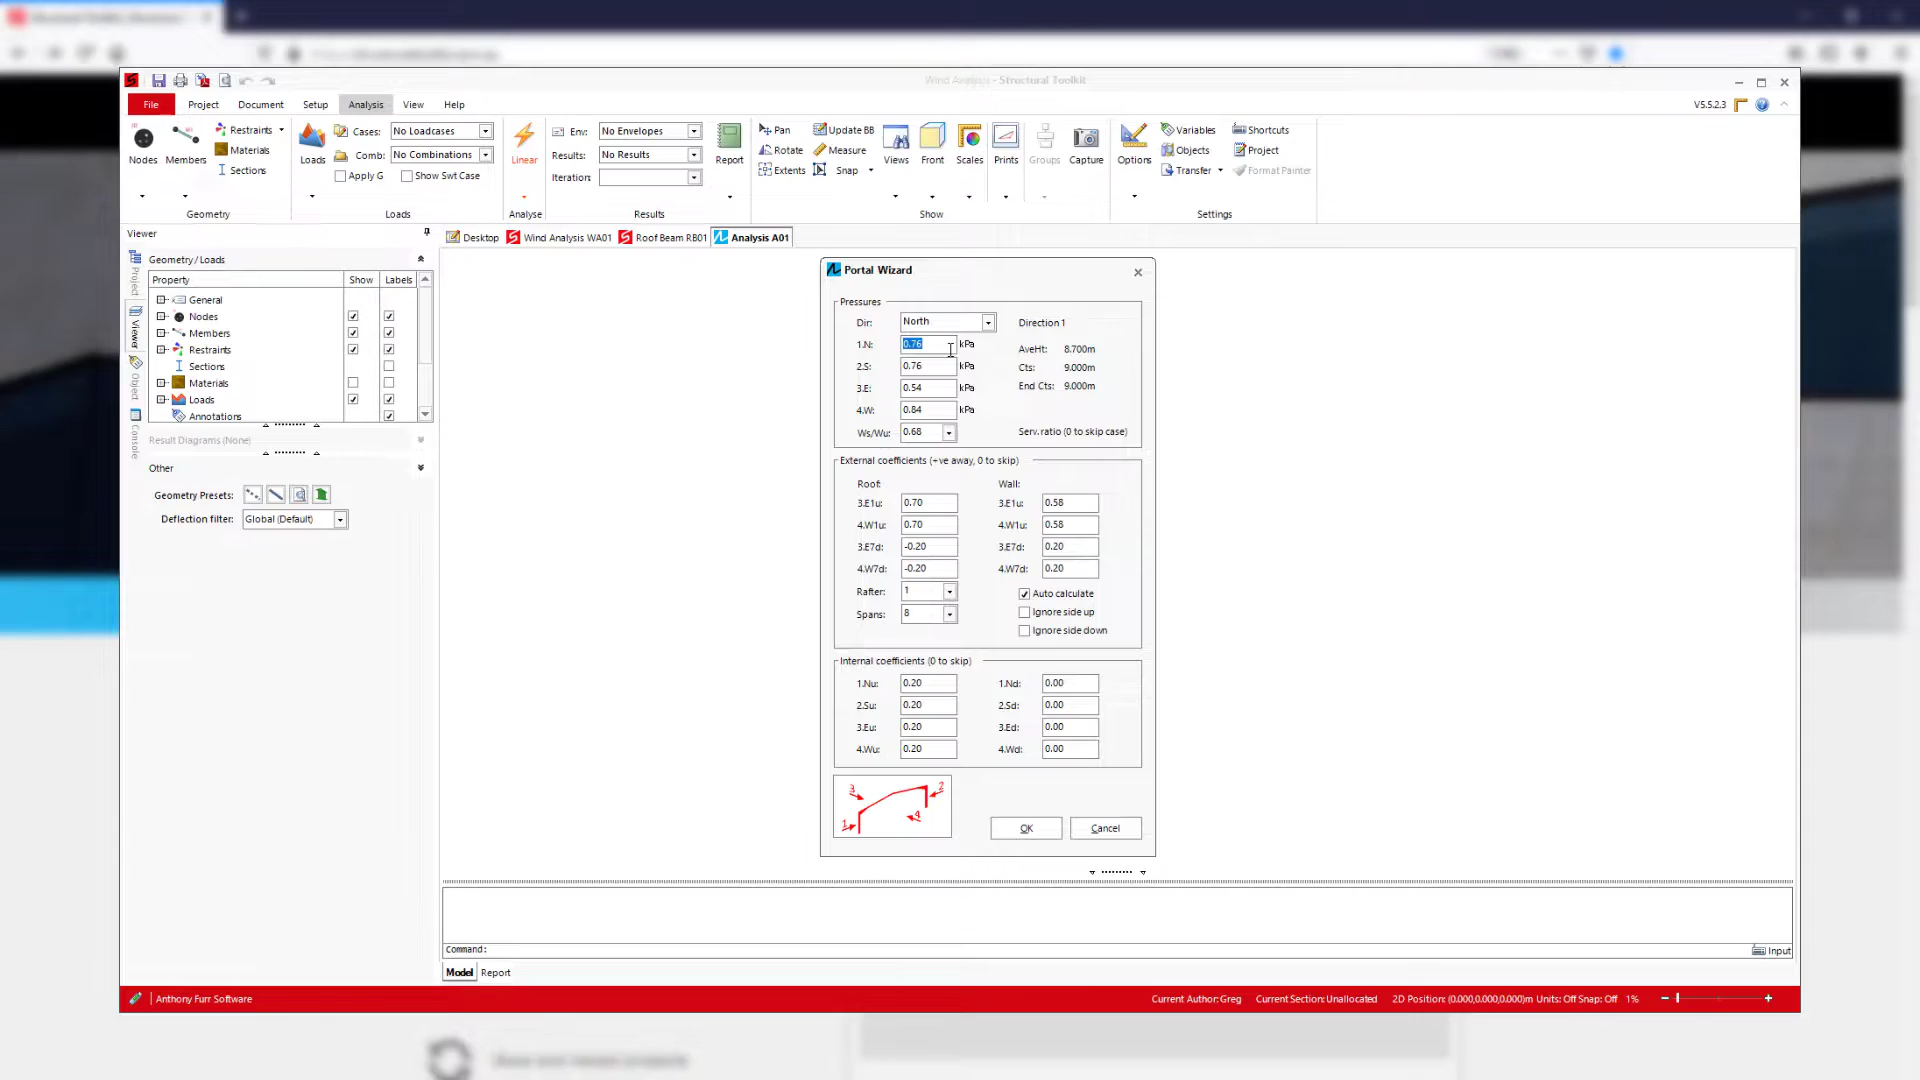 Wind Analysis - Structural Toolkit
File Project Document Setup Analysis View Help V5.5.2.3
Nodes Members Restraints Materials Sections Geometry
Loads Cases: No Loadcases Comb: No Combinations Apply G Show Swt Case Loads
Linear Analyse
Env: No Envelopes Results: No Results Iteration: Report Results
Pan Rotate Extents Update BB Measure Snap Views Front Scales Prints Groups Capture Show
Options Variables Objects Transfer Shortcuts Project Format Painter Settings
Viewer
Desktop Wind Analysis WA01 Roof Beam RB01 Analysis A01
Project
Viewer
Object
Console
Geometry/Loads
Property Show Labels
General
Nodes
Members
Restraints
Sections
Materials
Loads
Annotations
Result Diagrams (None)
Other
Geometry Presets:
Deflection filter: Global (Default)
Portal Wizard
Pressures
Dir: North Direction 1
1.N: 0.76 kPa AveHt: 8.700m
2.S: 0.76 kPa Cts: 9.000m
3.E: 0.54 kPa End Cts: 9.000m
4.W: 0.84 kPa
Ws/Wu: 0.68 Serv. ratio (0 to skip case)
External coefficients (+ve away, 0 to skip)
Roof: Wall:
3.E1u: 0.70 3.E1u: 0.58
4.W1u: 0.70 4.W1u: 0.58
3.E7d: -0.20 3.E7d: 0.20
4.W7d: -0.20 4.W7d: 0.20
Rafter: 1 Auto calculate
Spans: 8 Ignore side up
Ignore side down
Internal coefficients (0 to skip)
1.Nu: 0.20 1.Nd: 0.00
2.Su: 0.20 2.Sd: 0.00
3.Eu: 0.20 3.Ed: 0.00
4.Wu: 0.20 4.Wd: 0.00
3 2
1 4
OK Cancel
Command: Input
Model Report
Anthony Furr Software Current Author: Greg Current Section: Unallocated 2D Position: (0.000,0.000,0.000)m Units: Off Snap: Off 1%